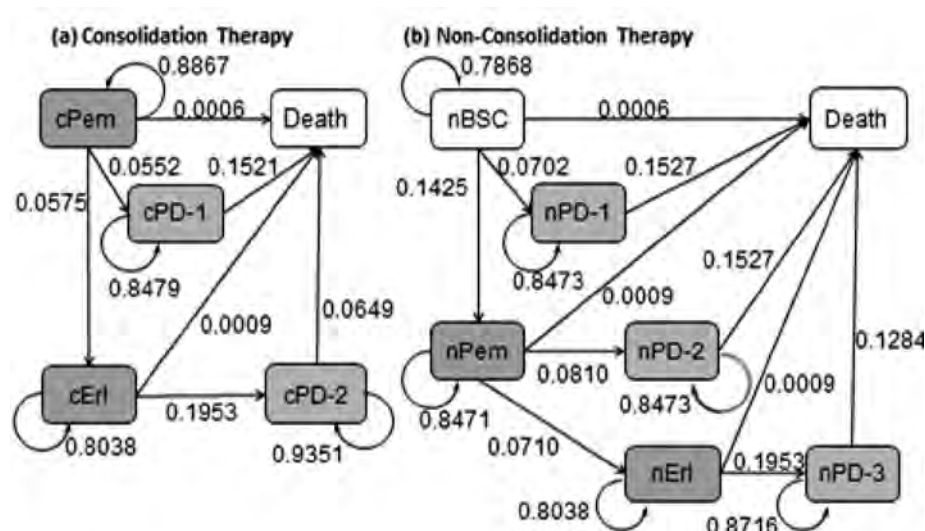 (a) Consolidation Therapy
0.8867
cPem
0.0006
Death
0.0552
0.1521
0.0575
cPD-1
0.8479
0.0009
0.0649
cErl
0.1953
cPD-2
0.8038
0.9351
(b) Non-Consolidation Therapy
0.7868
nBSC
0.0006
Death
0.0702
0.1527
0.1425
nPD-1
0.8473
0.1527
0.0009
nPem
nPD-2
0.1284
0.0810
0.0009
0.8471
0.8473
0.0710
nErl
0.1953
nPD-3
0.8038
0.8716